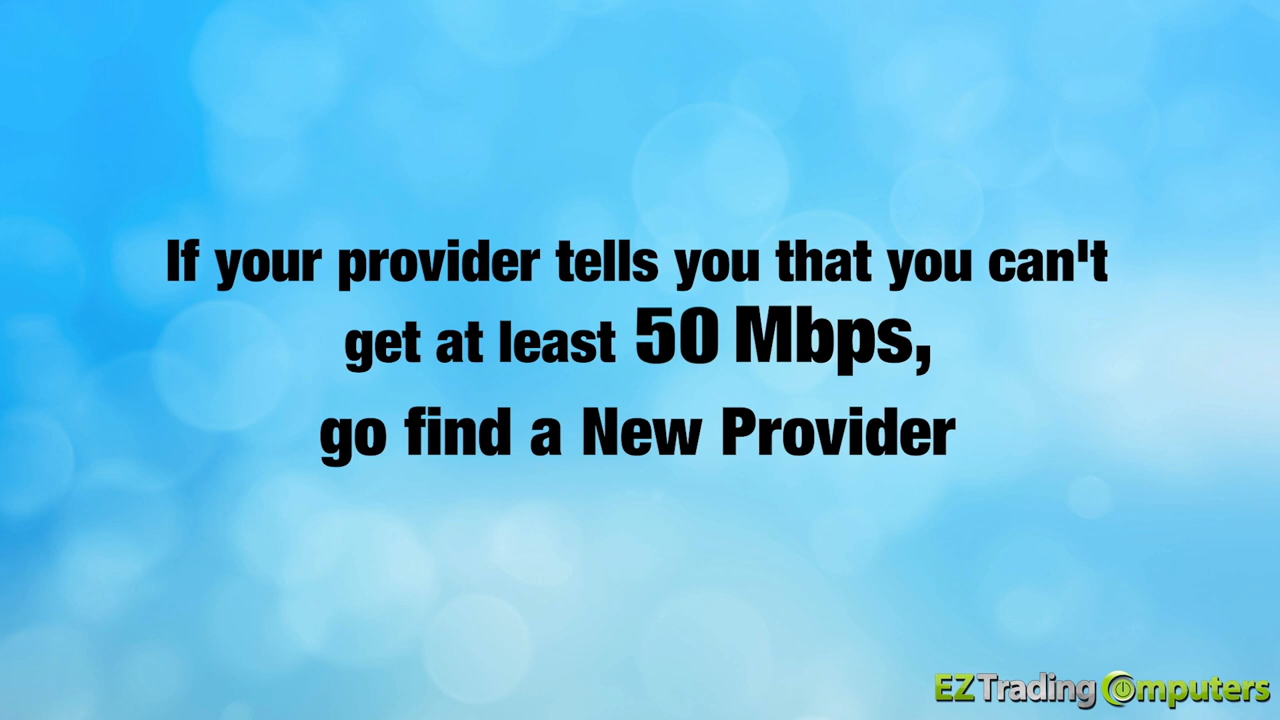 If your provider tells you that you can't
get at least 50 Mbps,
go find a New Provider
EZTrading Computers